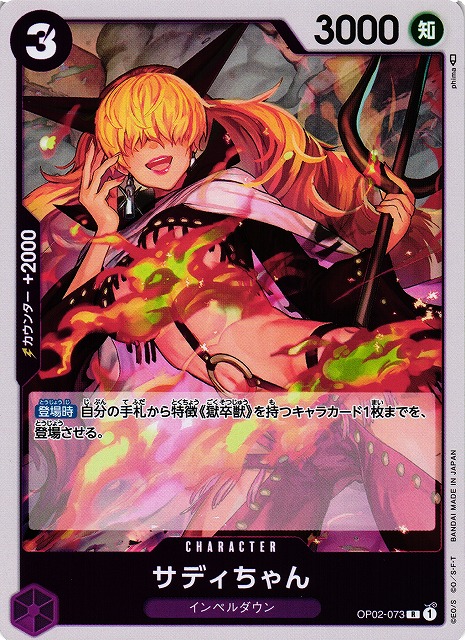 3
3000
知
phima
カウンター +2000
登場時 自分の手札から特徴《獄卒獣》を持つキャラカード1枚までを、
登場させる。
CHARACTER
サディちゃん
インペルダウン
OP02-073 R 1
©E.O/S ©O/S・F・T BANDAI MADE IN JAPAN